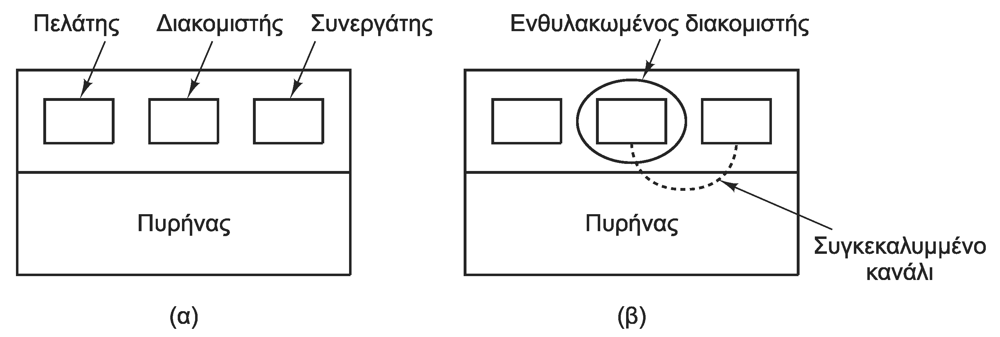 Πελάτης Διακομιστής Συνεργάτης
Πυρήνας
(α)
Ενθυλακωμένος διακομιστής
Πυρήνας
Συγκεκαλυμμένο
κανάλι
(β)